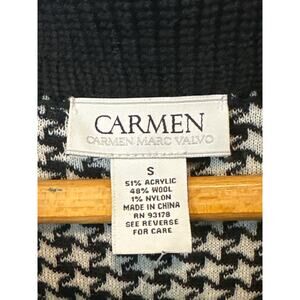 CARMEN
CARMEN MARC VALVO
S
51% ACRYLIC
48% WOOL
1% NYLON
MADE IN CHINA
RN 93178
SEE REVERSE
FOR CARE